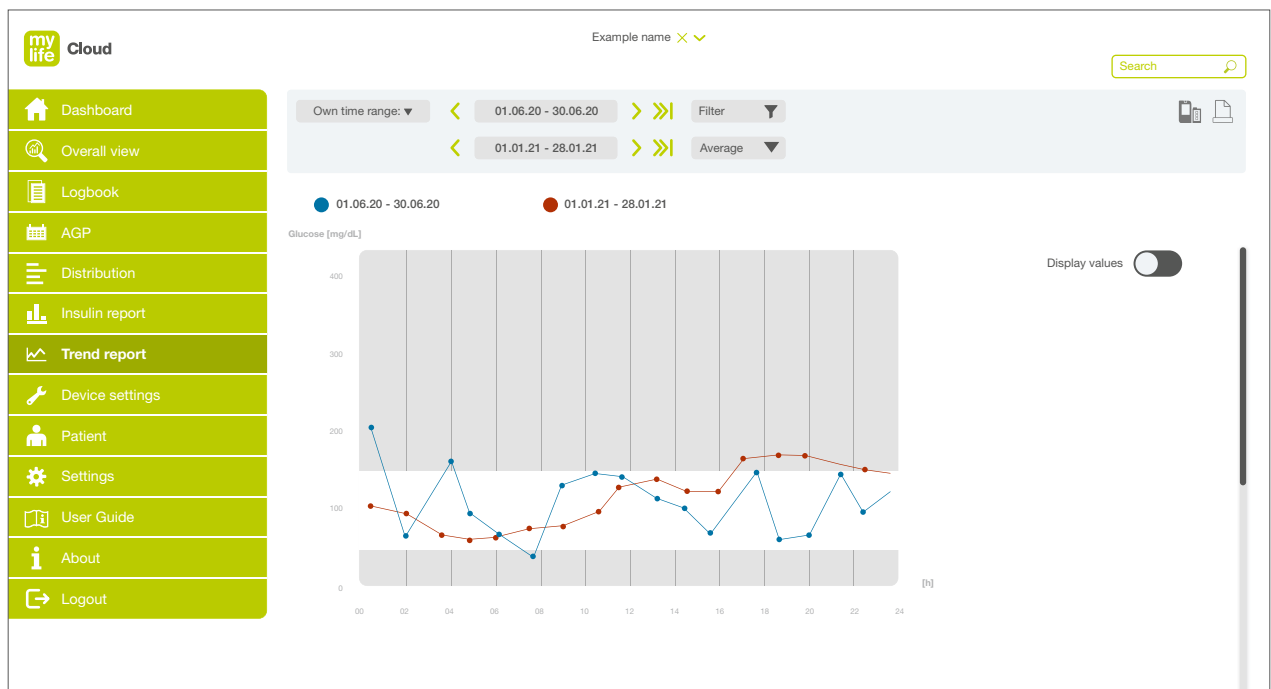 my
life
Cloud
Example name
Search
Dashboard
Overall view
Logbook
AGP
Distribution
Insulin report
Trend report
Device settings
Patient
Settings
User Guide
About
Logout
Own time range:
01.06.20 - 30.06.20
Filter
01.01.21 - 28.01.21
Average
01.06.20 - 30.06.20
01.01.21 - 28.01.21
Glucose [mg/dL]
Display values
400
300
200
100
0
[h]
00 02 04 06 08 10 12 14 16 18 20 22 24